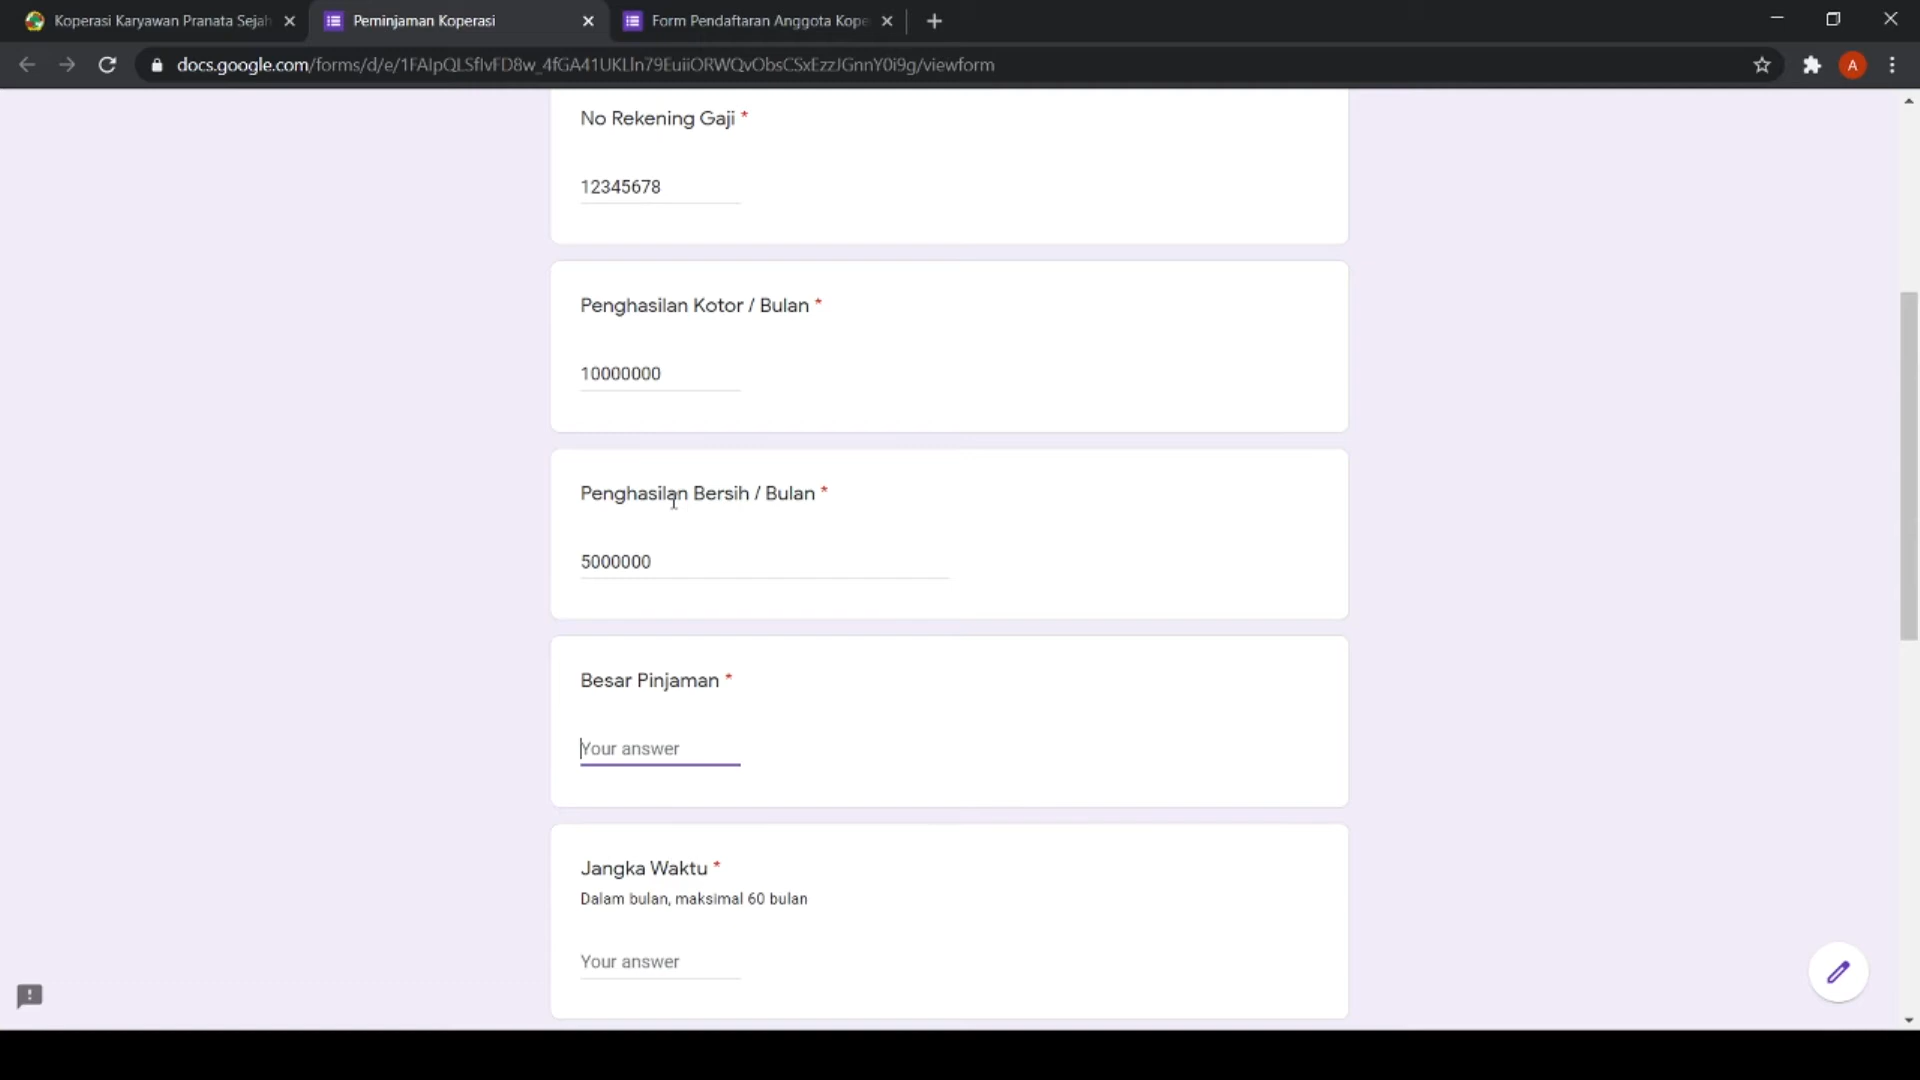 Koperasi Karyawan Pranata Sejah
Peminjaman Koperasi
Form Pendaftaran Anggota Kope
docs.google.com/forms/d/e/1FAIpQLSfIvFD8w_4fGA41UKLIn79EuiiORWQvObsCSxEzzJGnnY0i9g/viewform
A
No Rekening Gaji *
12345678
Penghasilan Kotor / Bulan *
10000000
Penghasilan Bersih / Bulan *
5000000
Besar Pinjaman *
Your answer
Jangka Waktu *
Dalam bulan, maksimal 60 bulan
Your answer